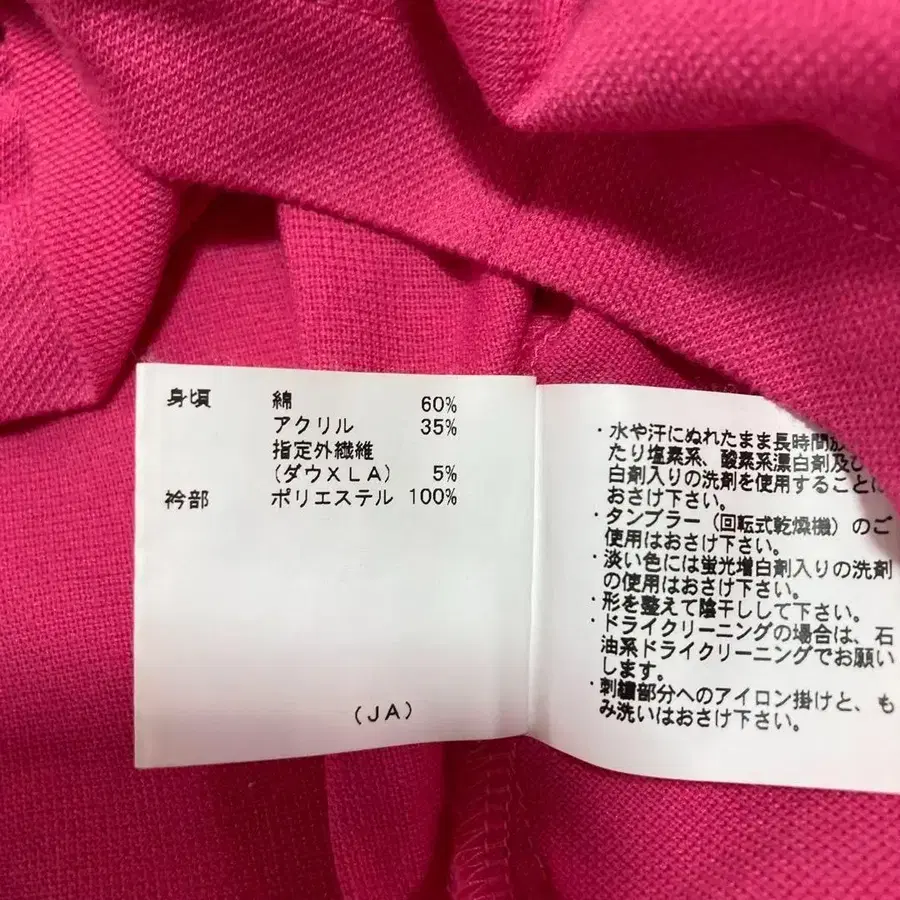 身頃 綿 60%
アクリル 35%
指定外繊維
(ダウXLA) 5%
衿部 ポリエステル 100%
(JA)
・水や汗にぬれたまま長時間放
たり塩素系、酸素系漂白剤及び
白剤入りの洗剤を使用することは
おさけ下さい。
・タンブラー(回転式乾燥機)のご
使用はおさけ下さい。
・淡い色には蛍光増白剤入りの洗剤
の使用はおさけ下さい。
・形を整えて陰干しして下さい。
・ドライクリーニングの場合は、石
油系ドライクリーニングでお願い
します。
・刺繍部分へのアイロン掛けと、も
み洗いはおさけ下さい。